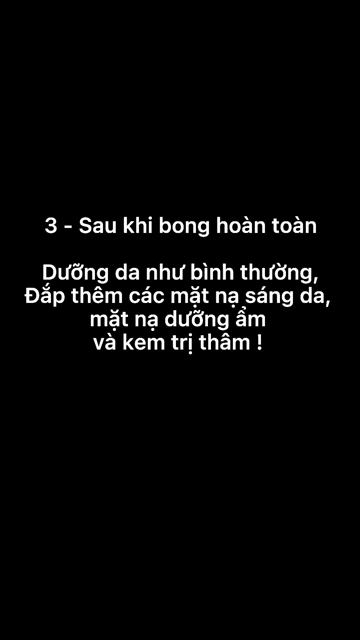 3 - Sau khi bong hoàn toàn
Dưỡng da như bình thường,
Đắp thêm các mặt nạ sáng da,
mặt nạ dưỡng ẩm
và kem trị thâm !